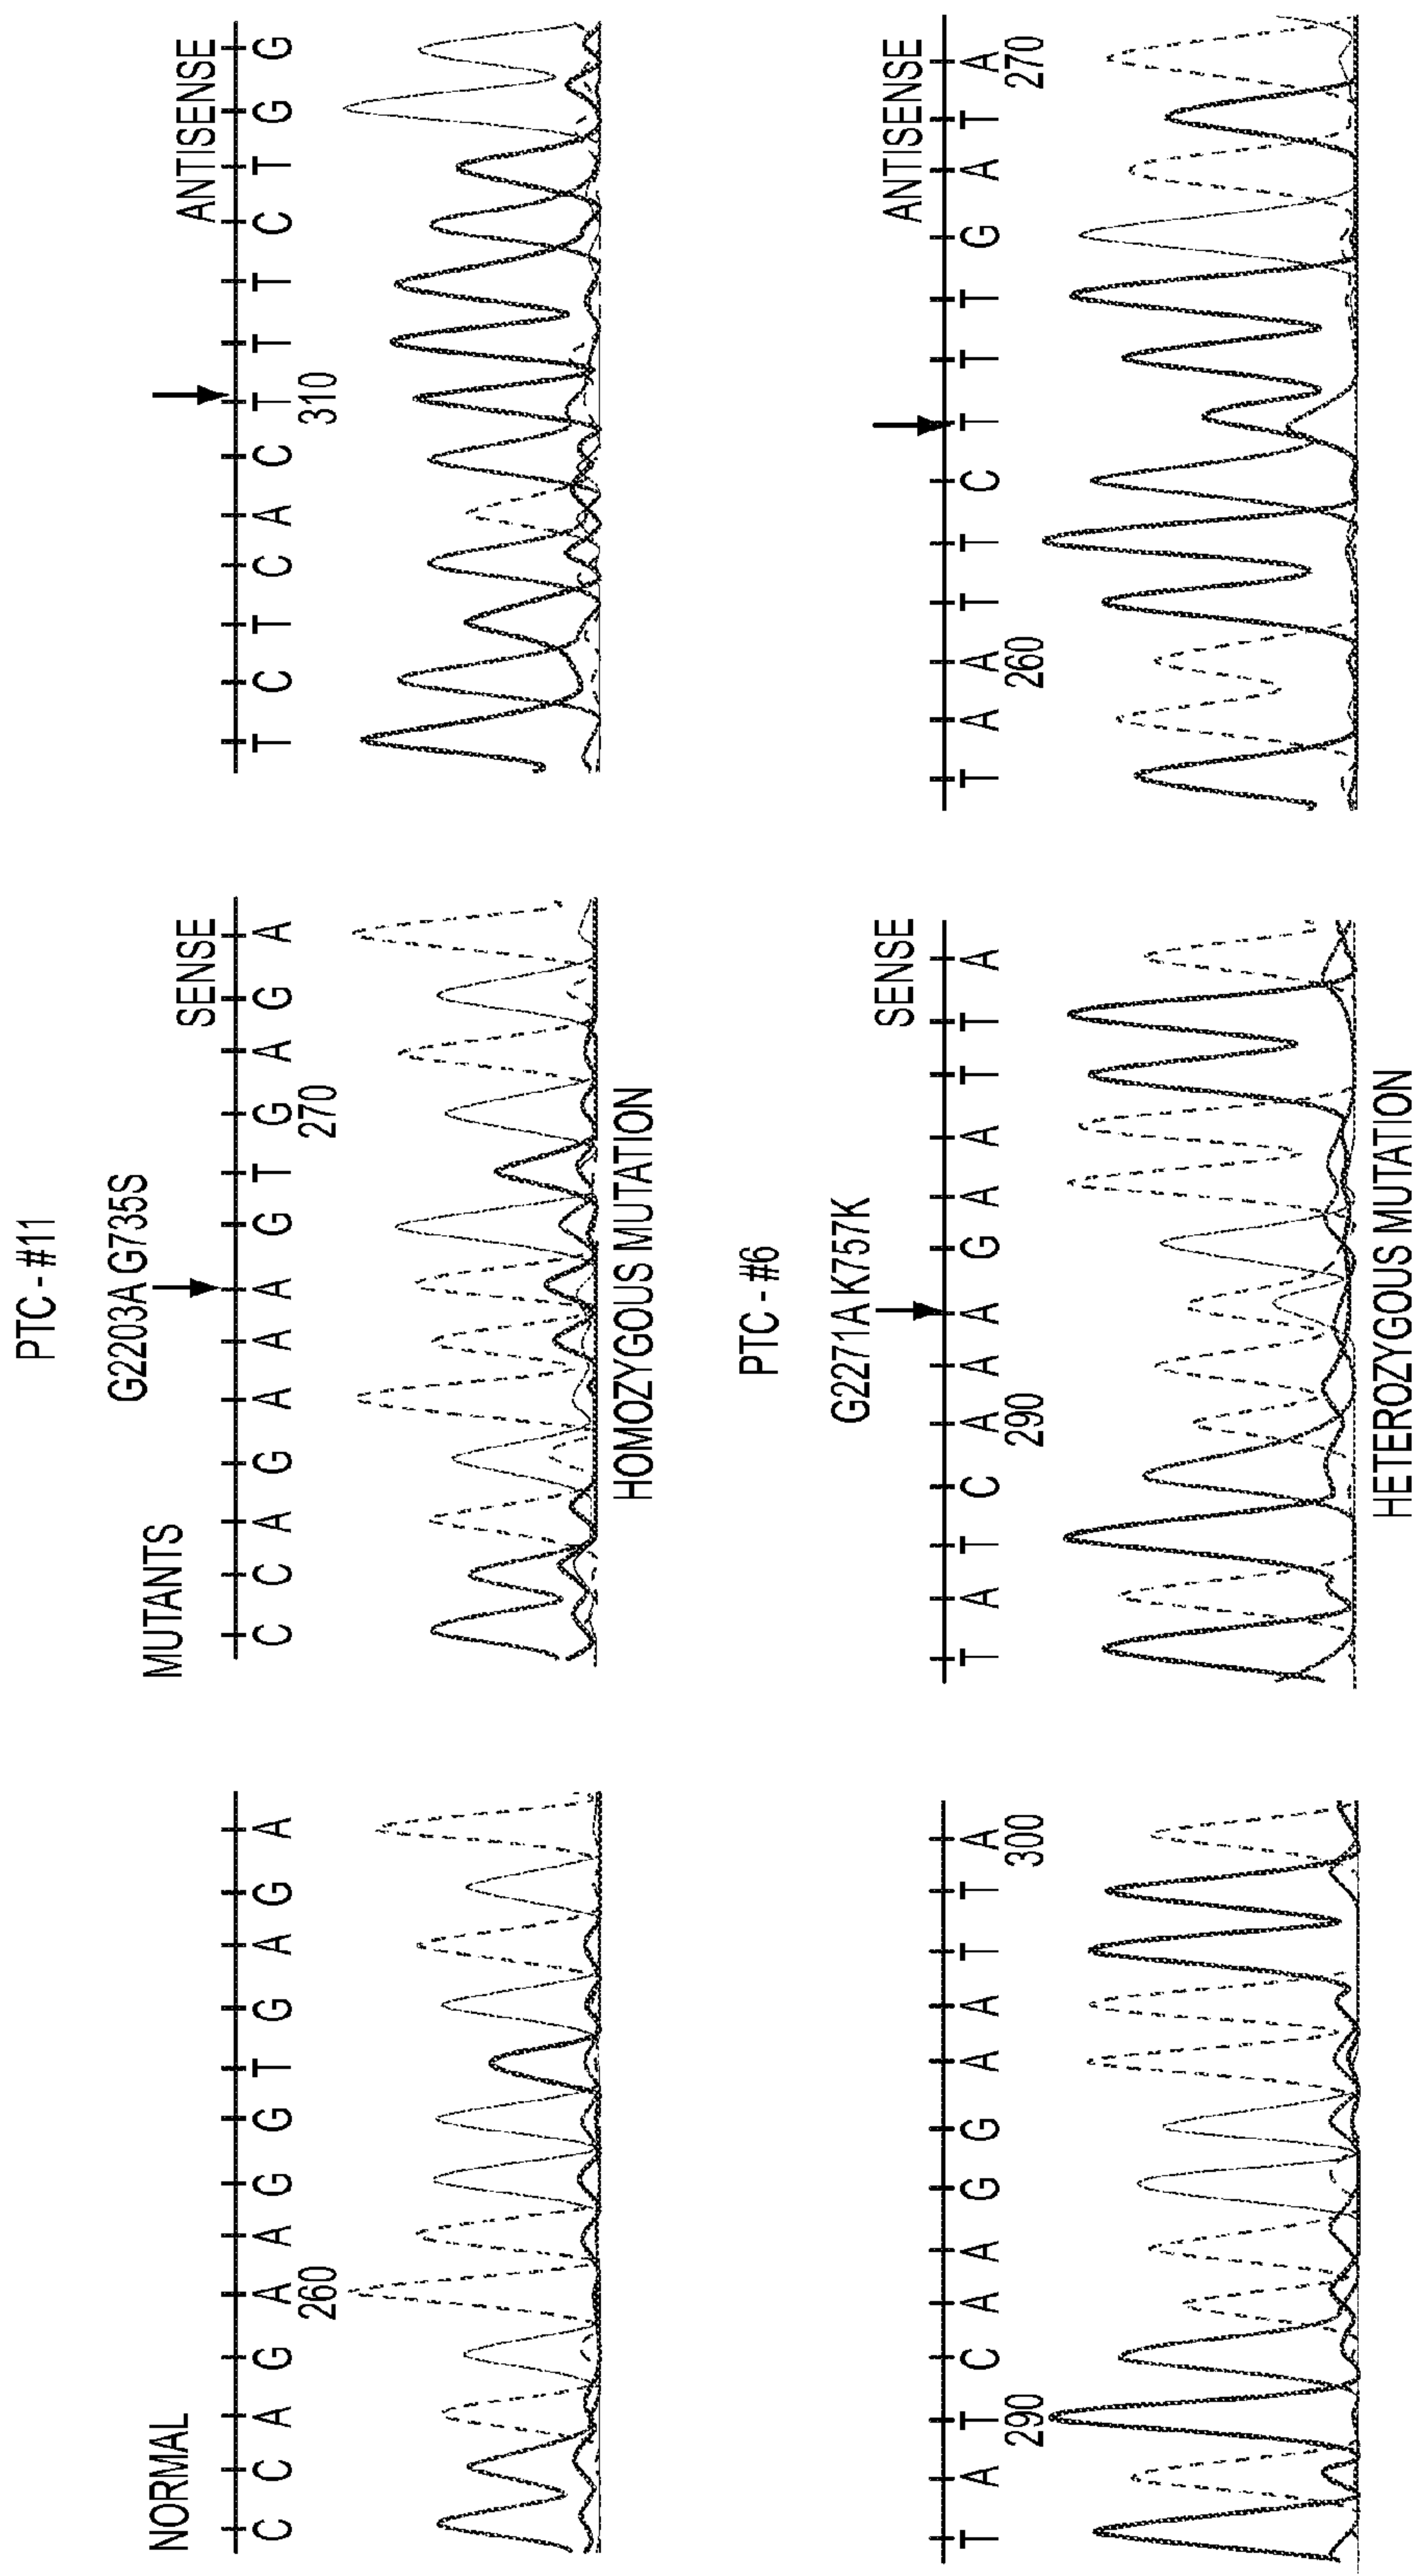 PTC - #11
G2203A G735S
NORMAL
MUTANTS
SENSE
ANTISENSE
C C A G A A G G T G A G A
260
C C A G A A A G T G A G A
270
T C T C A C T T T C T G G
310
HOMOZYGOUS MUTATION
PTC - #6
G2271A K757K
SENSE
ANTISENSE
T A T C A A G G A A T T A
290 300
T A T C A A A G A A T T A
290
T A A T T C T T T G A T A
260 270
HETEROZYGOUS MUTATION